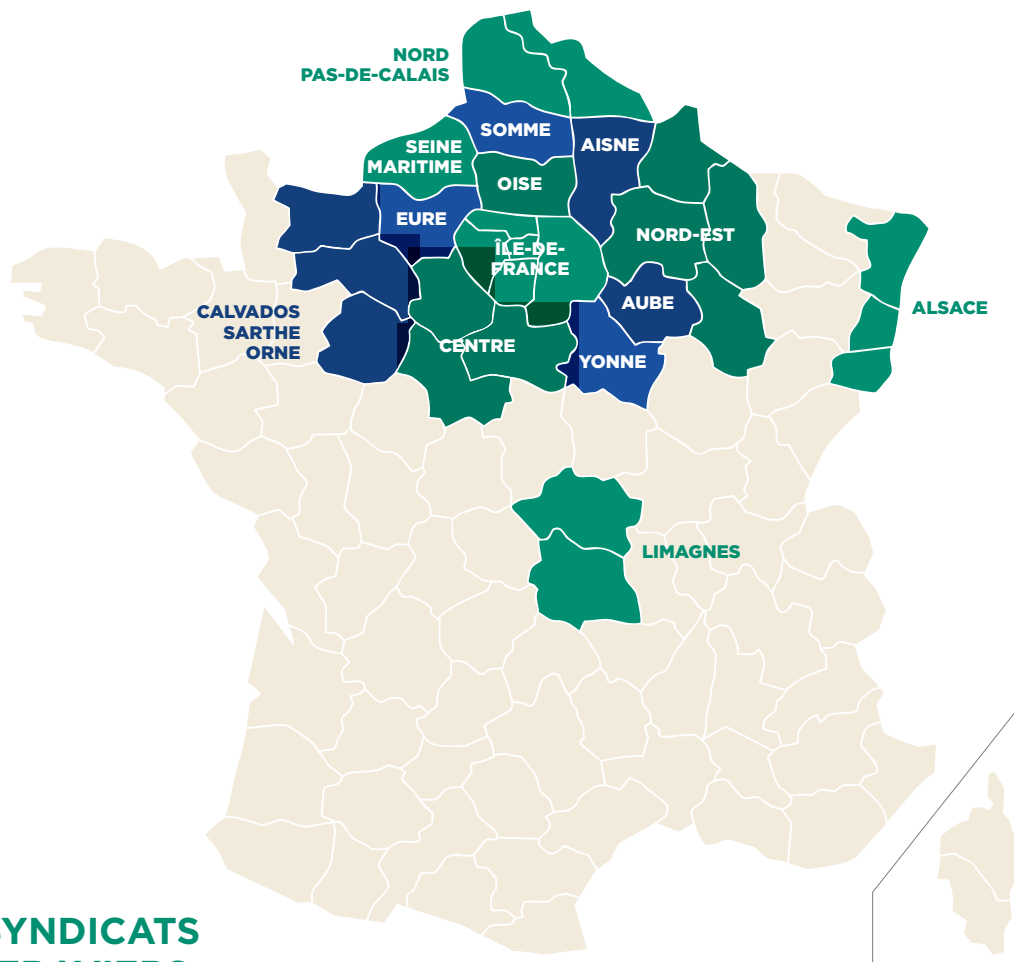 NORD
PAS-DE-CALAIS
SOMME
AISNE
SEINE
MARITIME
OISE
EURE
NORD-EST
ÎLE-DE-
FRANCE
AUBE
CALVADOS
SARTHE
ORNE
ALSACE
CENTRE
YONNE
LIMAGNES